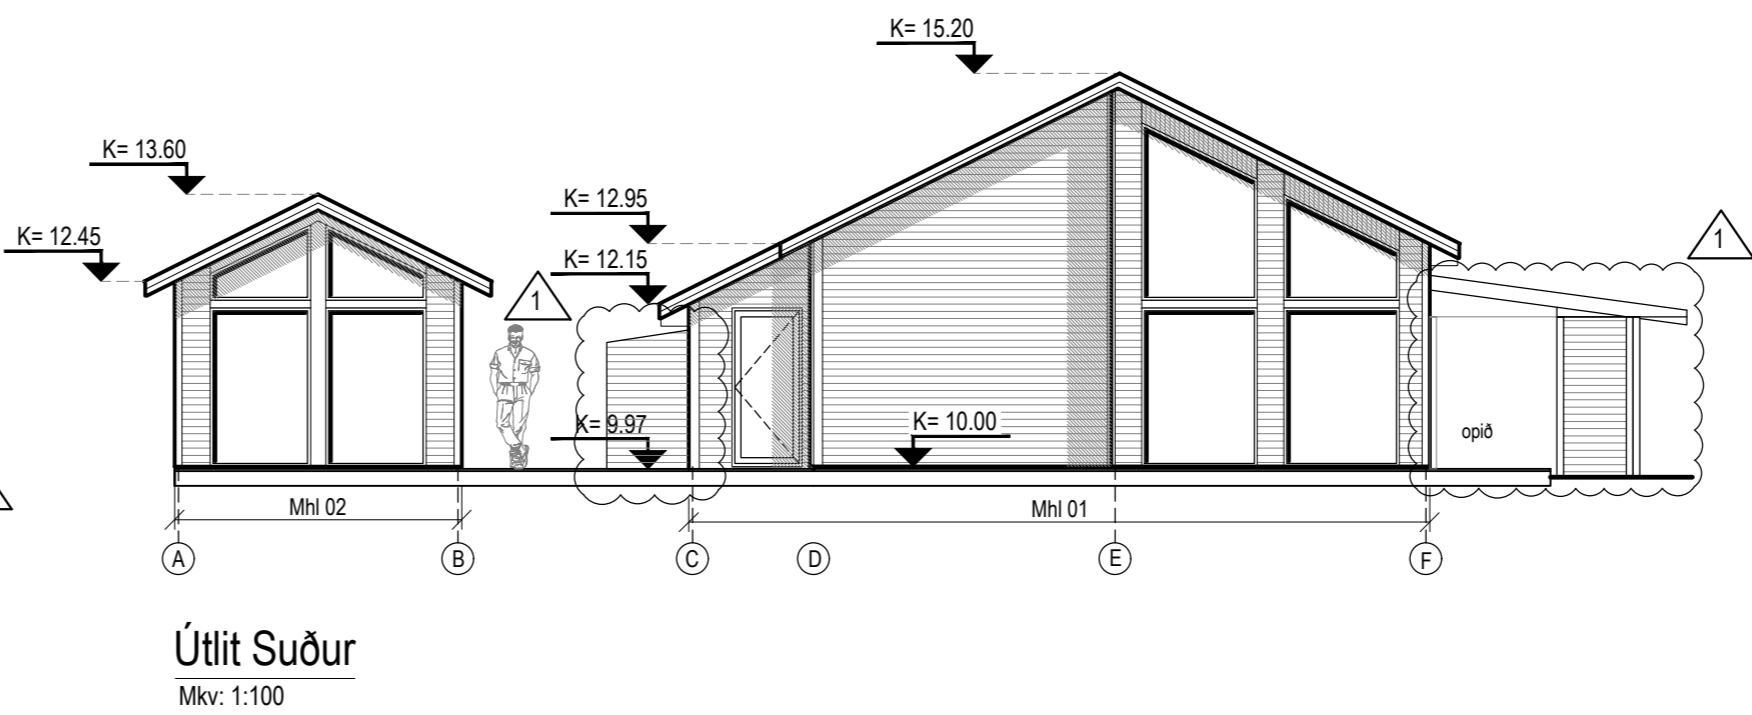 K= 15.20
K= 13.60
K= 12.95
K= 12.45
K= 12.15
1
1
K= 9.97
K= 10.00
opið
Mhl 02
Mhl 01
A
B
C
D
E
F
Útlit Suður
Mkv: 1:100